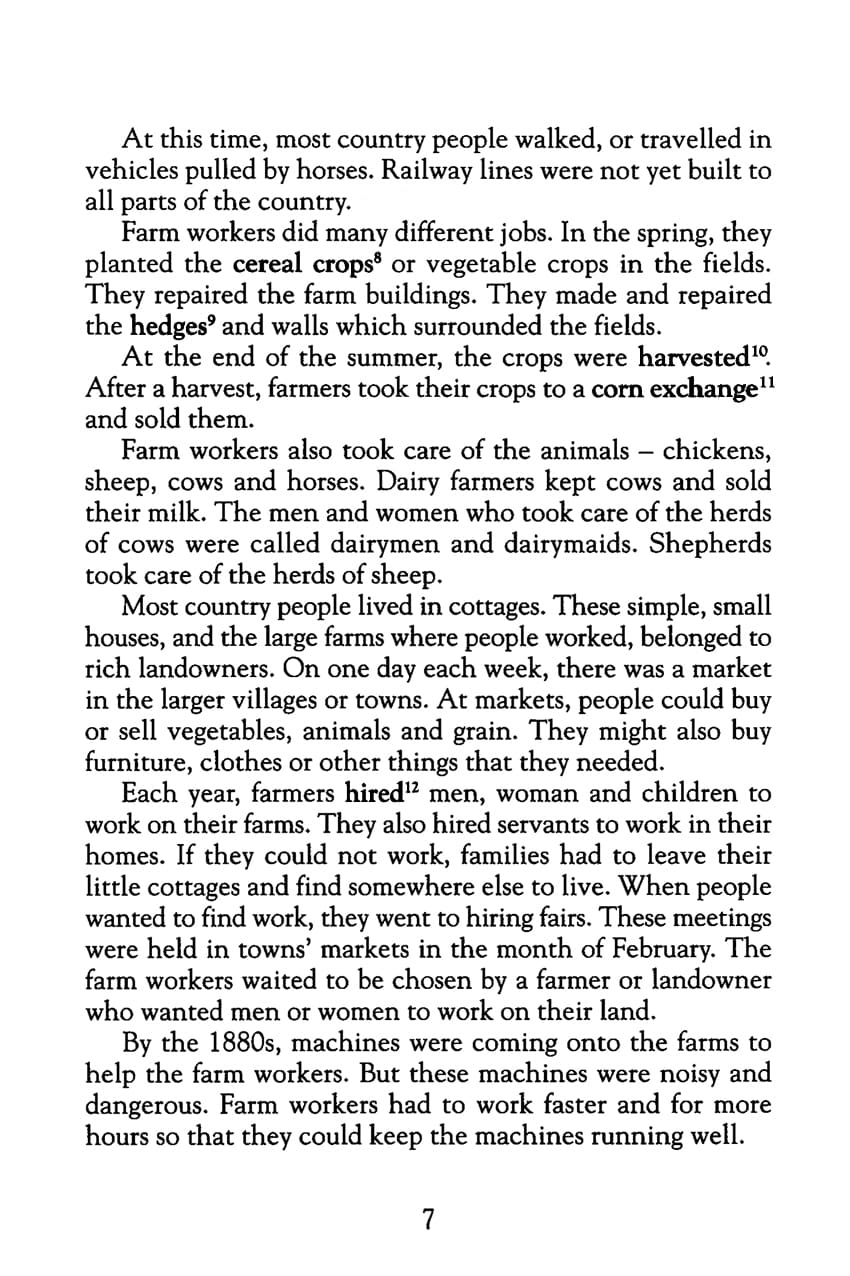 At this time, most country people walked, or travelled in
vehicles pulled by horses. Railway lines were not yet built to
all parts of the country.
Farm workers did many different jobs. In the spring, they
planted the cereal crops⁸ or vegetable crops in the fields.
They repaired the farm buildings. They made and repaired
the hedges⁹ and walls which surrounded the fields.
At the end of the summer, the crops were harvested¹⁰.
After a harvest, farmers took their crops to a corn exchange¹¹
and sold them.
Farm workers also took care of the animals – chickens,
sheep, cows and horses. Dairy farmers kept cows and sold
their milk. The men and women who took care of the herds
of cows were called dairymen and dairymaids. Shepherds
took care of the herds of sheep.
Most country people lived in cottages. These simple, small
houses, and the large farms where people worked, belonged to
rich landowners. On one day each week, there was a market
in the larger villages or towns. At markets, people could buy
or sell vegetables, animals and grain. They might also buy
furniture, clothes or other things that they needed.
Each year, farmers hired¹² men, woman and children to
work on their farms. They also hired servants to work in their
homes. If they could not work, families had to leave their
little cottages and find somewhere else to live. When people
wanted to find work, they went to hiring fairs. These meetings
were held in towns’ markets in the month of February. The
farm workers waited to be chosen by a farmer or landowner
who wanted men or women to work on their land.
By the 1880s, machines were coming onto the farms to
help the farm workers. But these machines were noisy and
dangerous. Farm workers had to work faster and for more
hours so that they could keep the machines running well.
7